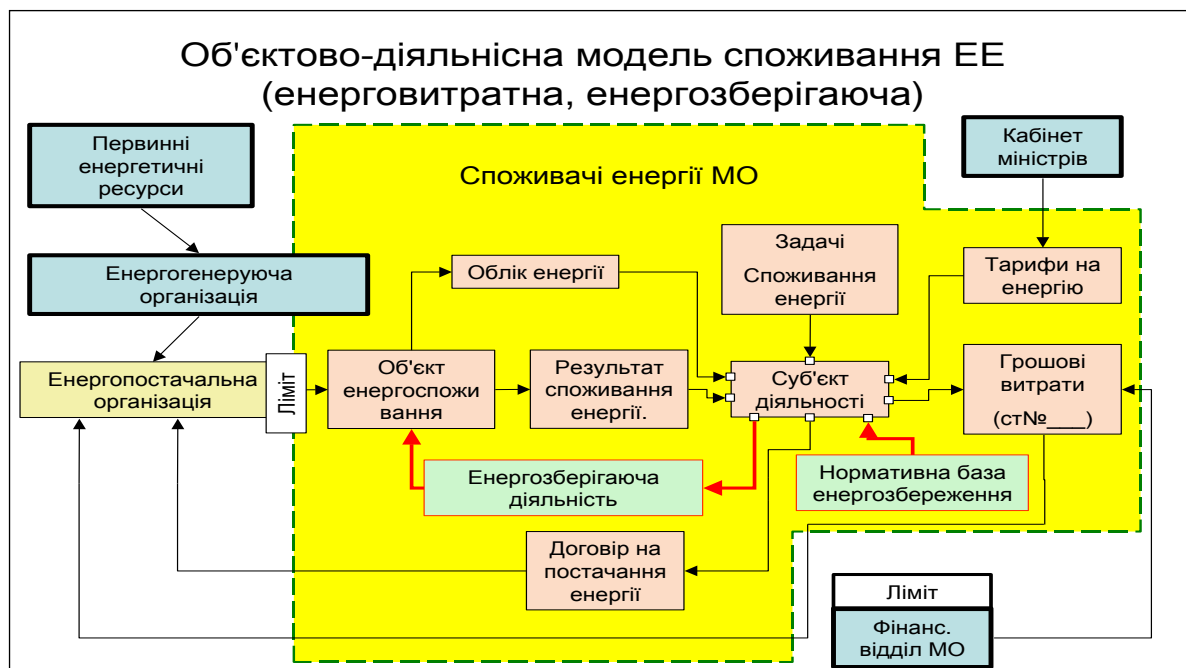 Об'єктово-діяльнісна модель споживання ЕЕ
(енерговитратна, енергозберігаюча)
Первинні
енергетичні
ресурси
Кабінет
міністрів
Споживачі енергії МО
Енергогенеруюча
організація
Облік енергії
Задачі
Споживання
енергії
Тарифи на
енергію
Енергопостачальна
організація
Ліміт
Об'єкт
енергоспожи
вання
Результат
споживання
енергії.
Суб'єкт
діяльності
Грошові
витрати
(ст№___)
Енергозберігаюча
діяльність
Нормативна база
енергозбереження
Договір на
постачання
енергії
Ліміт
Фінанс.
відділ МО